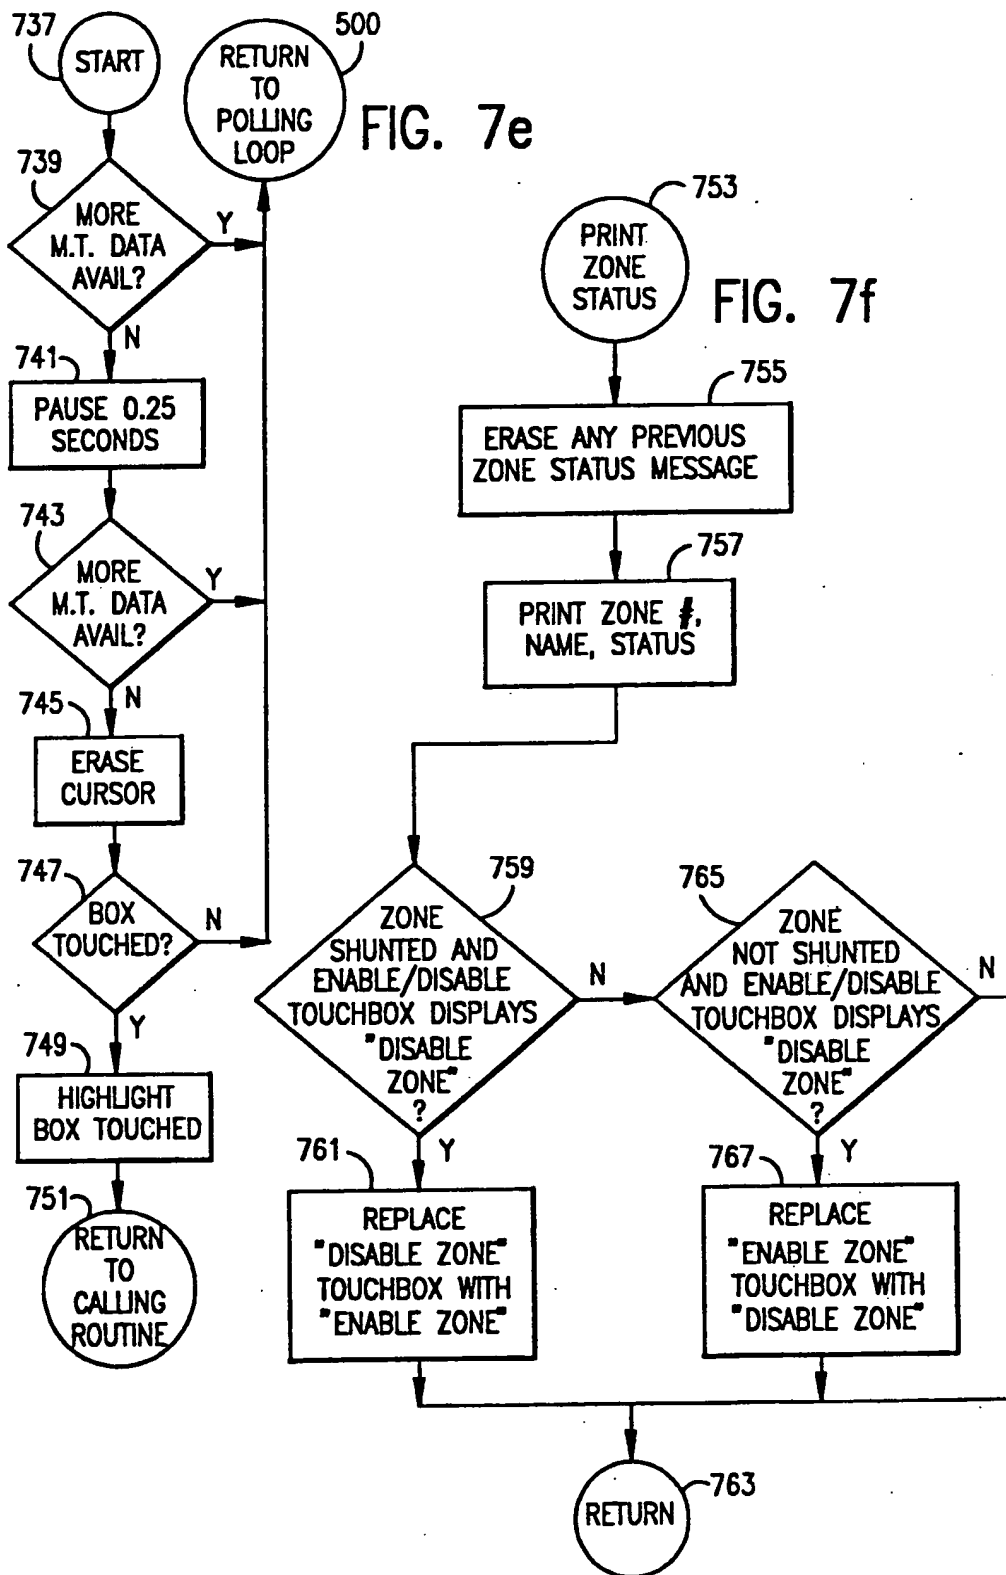 737
START
739
MORE
M.T. DATA
AVAIL?
Y
N
741
PAUSE 0.25
SECONDS
743
MORE
M.T. DATA
AVAIL?
Y
N
745
ERASE
CURSOR
747
BOX
TOUCHED?
N
Y
749
HIGHLIGHT
BOX TOUCHED
751
RETURN
TO
CALLING
ROUTINE
500
RETURN
TO
POLLING
LOOP
FIG. 7e
753
PRINT
ZONE
STATUS
FIG. 7f
755
ERASE ANY PREVIOUS
ZONE STATUS MESSAGE
757
PRINT ZONE #,
NAME, STATUS
759
ZONE
SHUNTED AND
ENABLE/DISABLE
TOUCHBOX DISPLAYS
"DISABLE
ZONE"
?
N
Y
761
REPLACE
"DISABLE ZONE"
TOUCHBOX WITH
"ENABLE ZONE"
765
ZONE
NOT SHUNTED
AND ENABLE/DISABLE
TOUCHBOX DISPLAYS
"DISABLE
ZONE"
?
N
Y
767
REPLACE
"ENABLE ZONE"
TOUCHBOX WITH
"DISABLE ZONE"
763
RETURN